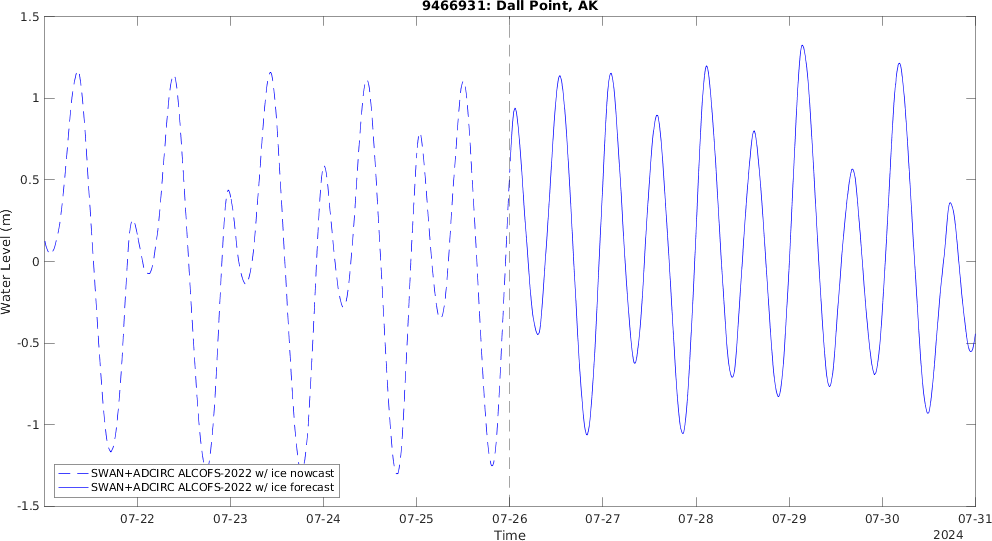 9466931: Dall Point, AK
1.5
1
0.5
0
-0.5
-1
-1.5
Water Level (m)
SWAN+ADCIRC ALCOFS-2022 w/ ice nowcast
SWAN+ADCIRC ALCOFS-2022 w/ ice forecast
07-22 07-23 07-24 07-25 07-26 07-27 07-28 07-29 07-30 07-31
Time
2024